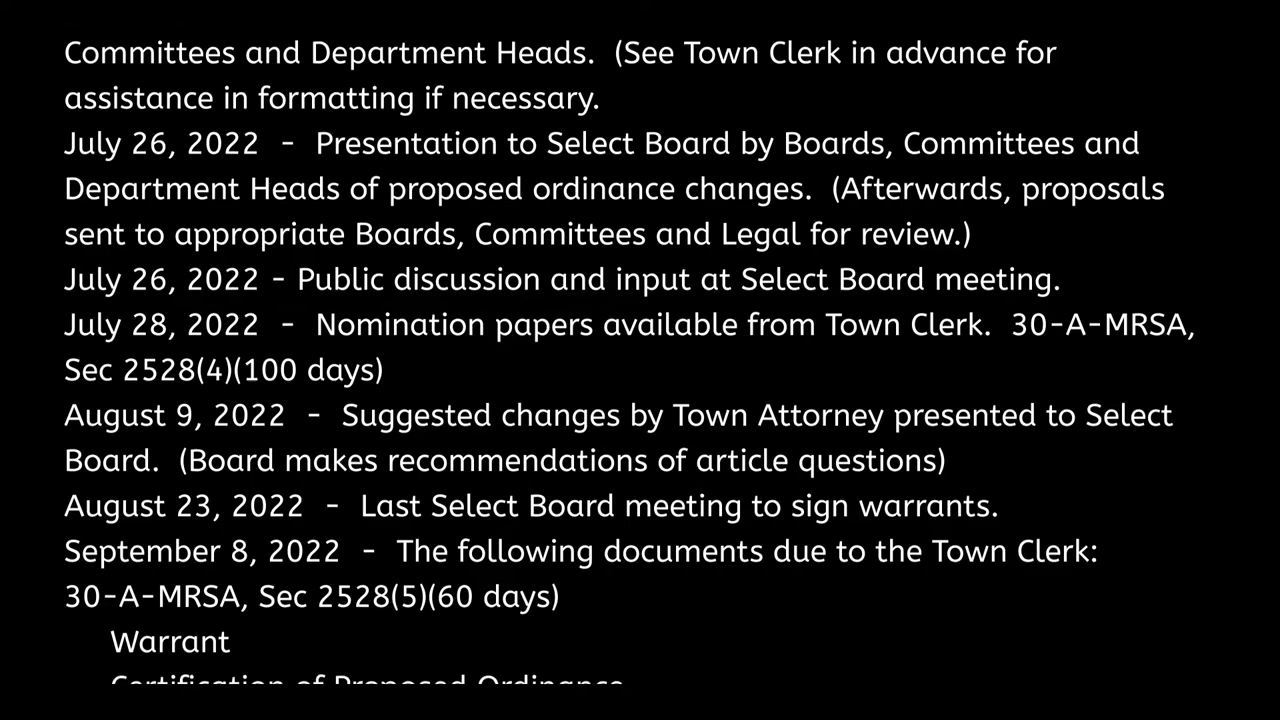 Committees and Department Heads.  (See Town Clerk in advance for
assistance in formatting if necessary.
July 26, 2022  -  Presentation to Select Board by Boards, Committees and
Department Heads of proposed ordinance changes.  (Afterwards, proposals
sent to appropriate Boards, Committees and Legal for review.)
July 26, 2022 - Public discussion and input at Select Board meeting.
July 28, 2022  -  Nomination papers available from Town Clerk.  30-A-MRSA,
Sec 2528(4)(100 days)
August 9, 2022  -  Suggested changes by Town Attorney presented to Select
Board.  (Board makes recommendations of article questions)
August 23, 2022  -  Last Select Board meeting to sign warrants.
September 8, 2022  -  The following documents due to the Town Clerk:
30-A-MRSA, Sec 2528(5)(60 days)
Warrant
Certification of Proposed Ordinance